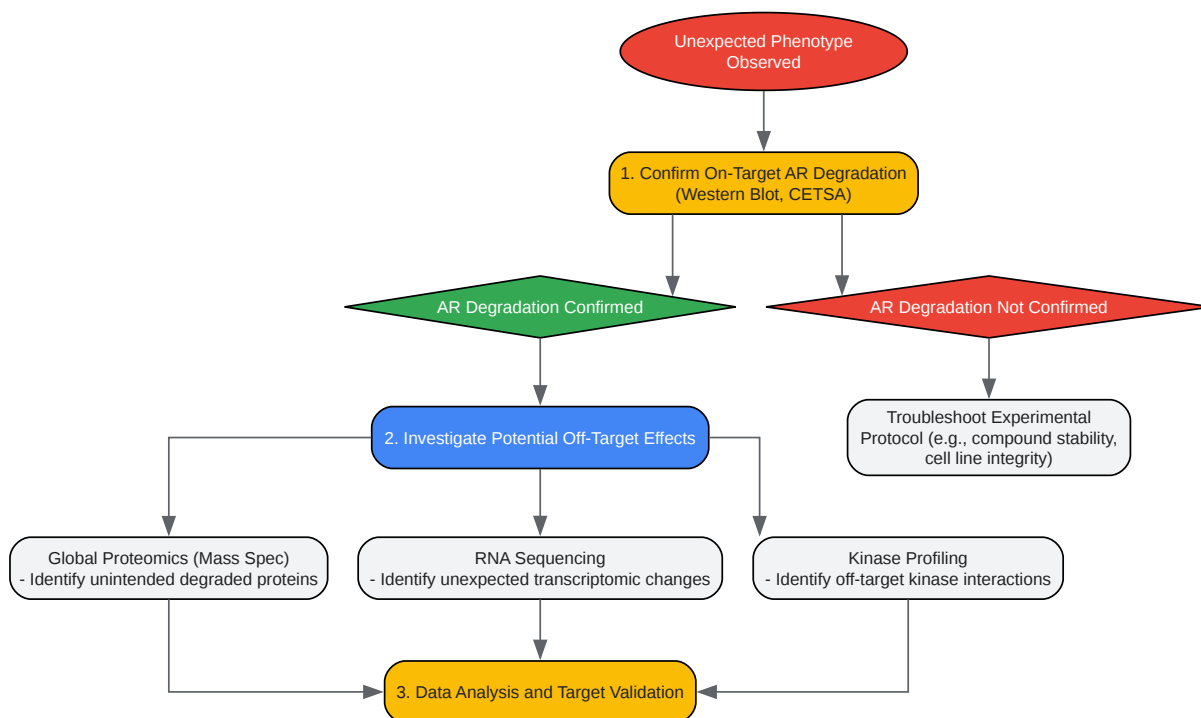 Unexpected Phenotype
Observed
1. Confirm On-Target AR Degradation
(Western Blot, CETSA)
AR Degradation Confirmed
AR Degradation Not Confirmed
Troubleshoot Experimental
Protocol (e.g., compound stability,
cell line integrity)
2. Investigate Potential Off-Target Effects
Global Proteomics (Mass Spec)
- Identify unintended degraded proteins
RNA Sequencing
- Identify unexpected transcriptomic changes
Kinase Profiling
- Identify off-target kinase interactions
3. Data Analysis and Target Validation